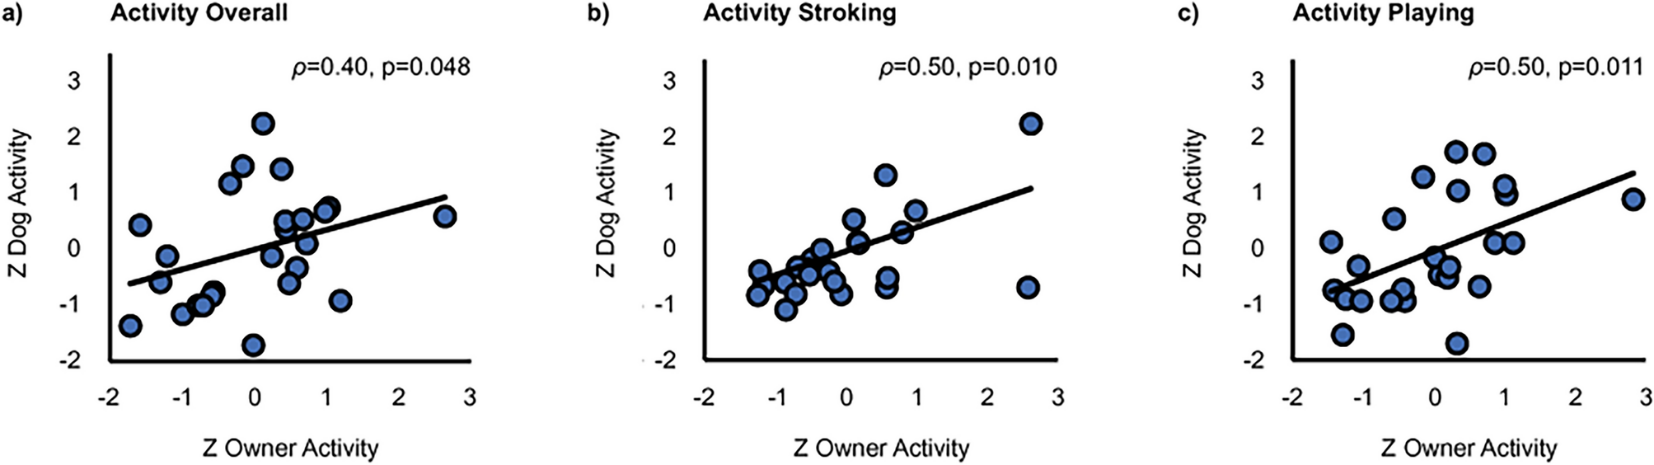 a) Activity Overall
ρ=0.40, p=0.048
3
2
1
0
-1
-2
-2 -1 0 1 2 3
Z Dog Activity
Z Owner Activity
b) Activity Stroking
ρ=0.50, p=0.010
3
2
1
0
-1
-2
-2 -1 0 1 2 3
Z Dog Activity
Z Owner Activity
c) Activity Playing
ρ=0.50, p=0.011
3
2
1
0
-1
-2
-2 -1 0 1 2 3
Z Dog Activity
Z Owner Activity